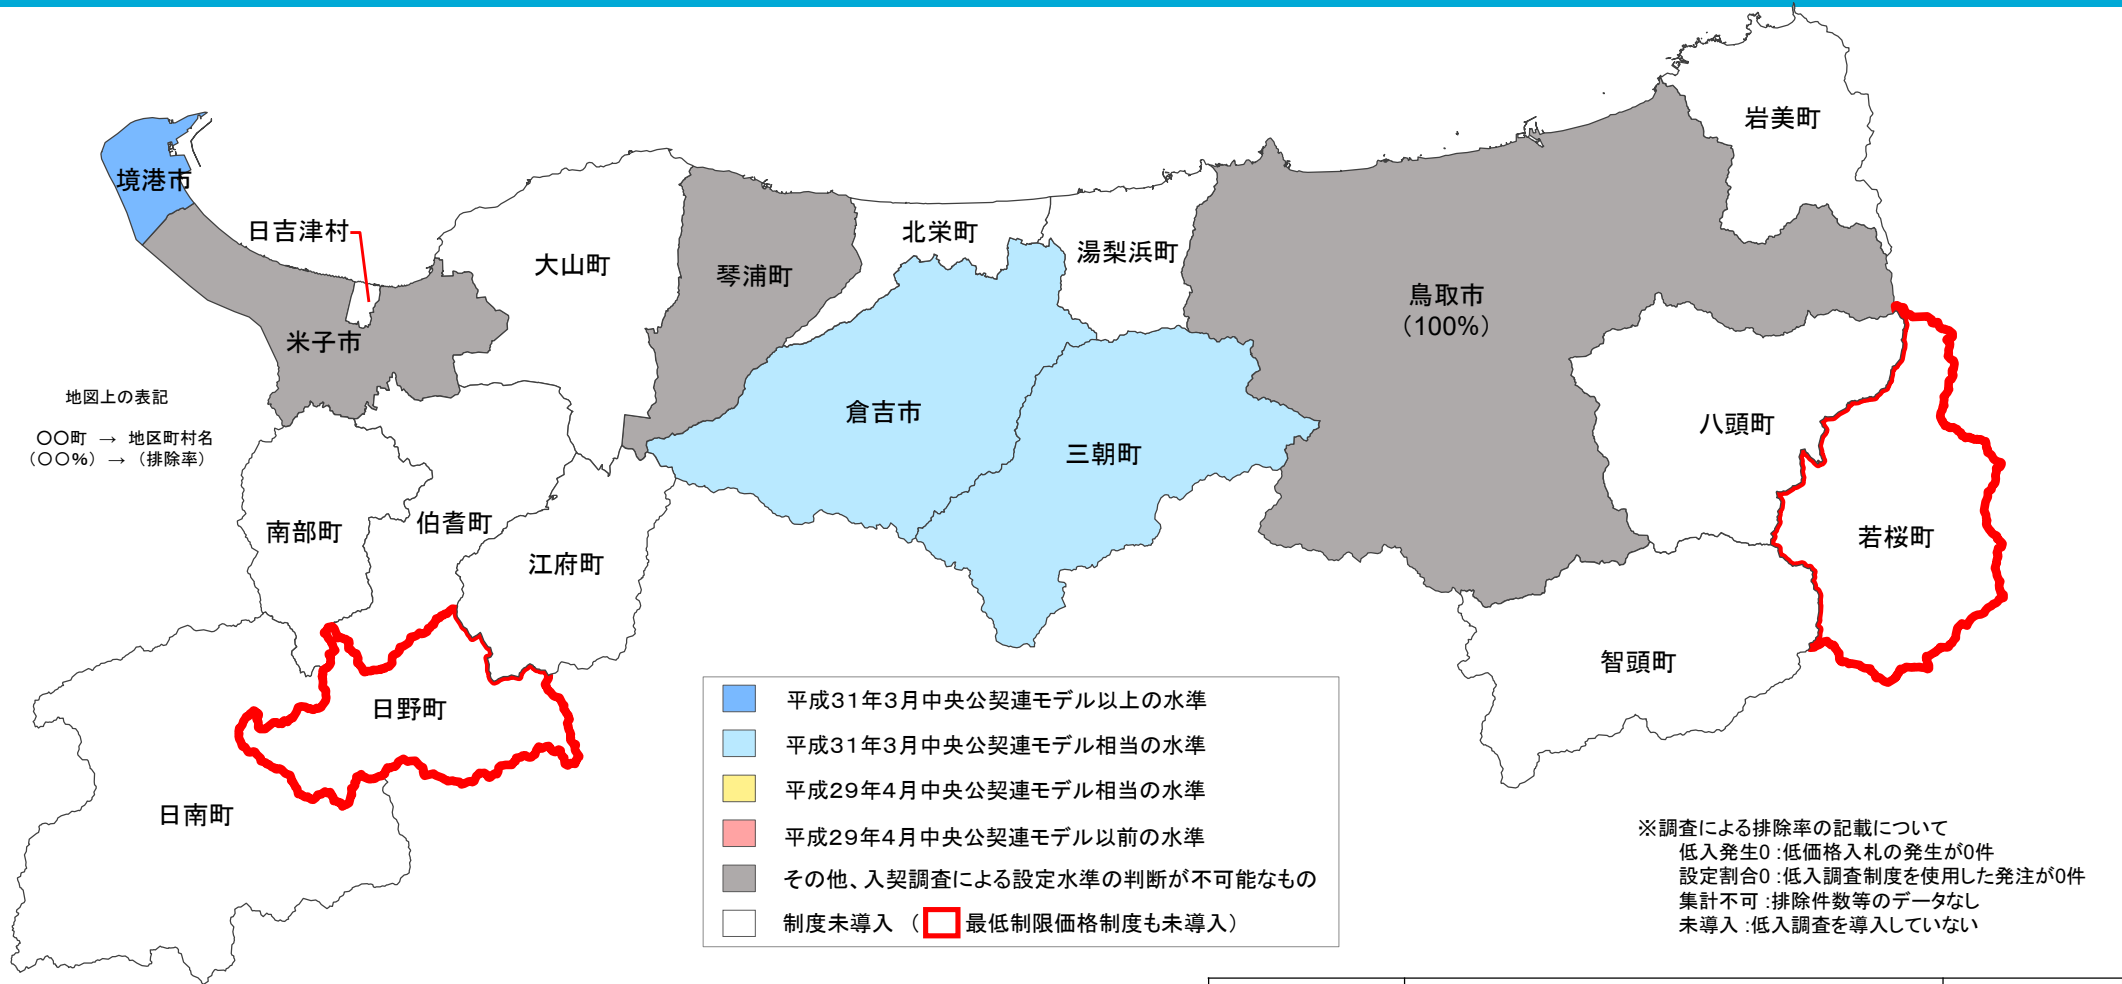 岩美町
境港市
日吉津村
北栄町
湯梨浜町
大山町
琴浦町
鳥取市
（100%）
米子市
地図上の表記
〇〇町 → 地区町村名
（〇〇%）→ （排除率）
倉吉市
三朝町
八頭町
南部町
伯耆町
江府町
若桜町
智頭町
日野町
日南町
平成31年3月中央公契連モデル以上の水準
平成31年3月中央公契連モデル相当の水準
平成29年4月中央公契連モデル相当の水準
平成29年4月中央公契連モデル以前の水準
その他、入契調査による設定水準の判断が不可能なもの
制度未導入 （ 最低制限価格制度も未導入）
※調査による排除率の記載について
低入発生0 ：低価格入札の発生が0件
設定割合0 ：低入調査制度を使用した発注が0件
集計不可 ：排除件数等のデータなし
未導入 ：低入調査を導入していない